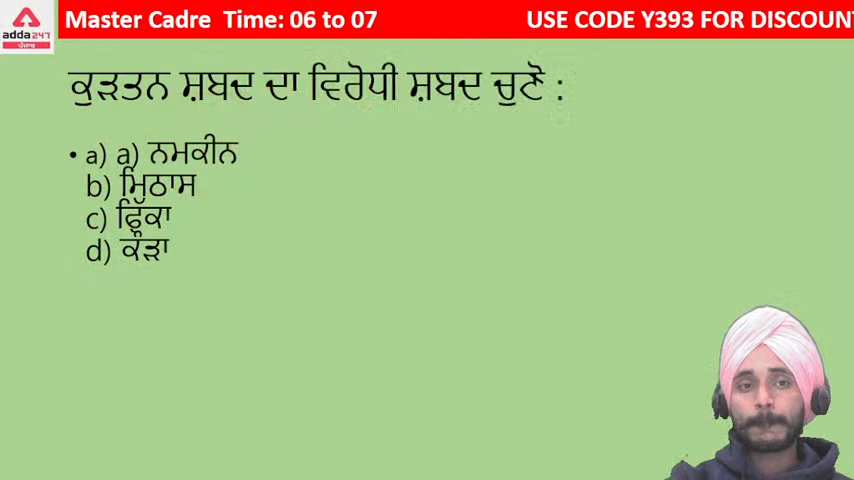 Master Cadre Time: 06 to 07
USE CODE Y393 FOR DISCOUNT
adda247
ਪੰਜਾਬ
ਕੁੜਤਨ ਸ਼ਬਦ ਦਾ ਵਿਰੋਧੀ ਸ਼ਬਦ ਚੁਣੋ :
• a) a) ਨਮਕੀਨ
b) ਮਿਠਾਸ
c) ਫ਼ਿੱਕਾ
d) ਕੌੜਾ